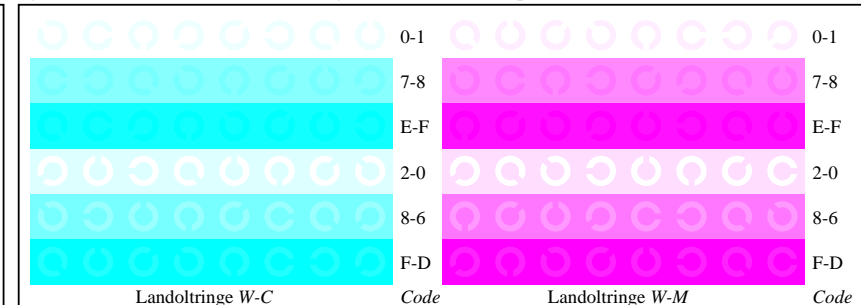 0-1 0-1
7-8 7-8
E-F E-F
2-0 2-0
8-6 8-6
F-D F-D
Landoltringe W-C Code Landoltringe W-M Code